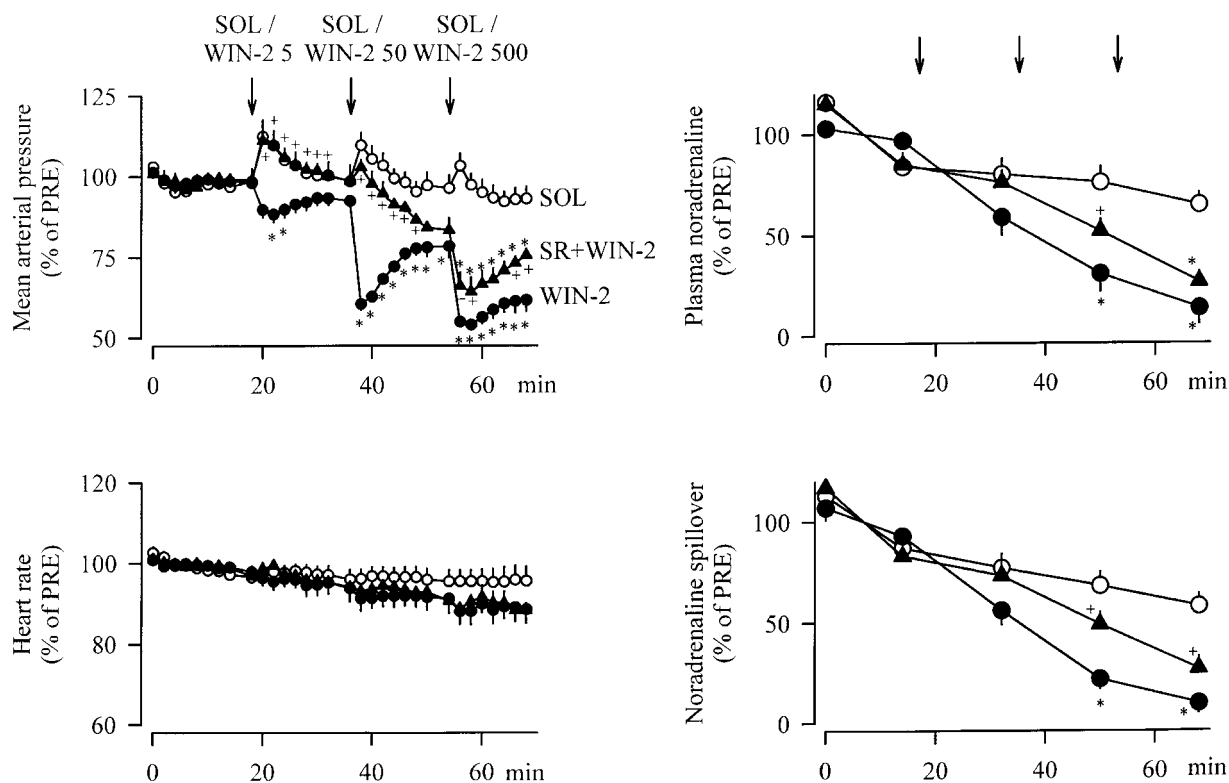 SOL / SOL / SOL /
WIN-2 5 WIN-2 50 WIN-2 500
Mean arterial pressure
(% of PRE)
125
100
75
50
SOL
SR+WIN-2
WIN-2
0 20 40 60 min
Plasma noradrenaline
(% of PRE)
100
50
0
0 20 40 60 min
Heart rate
(% of PRE)
120
100
80
60
0 20 40 60 min
Noradrenaline spillover
(% of PRE)
100
50
0
0 20 40 60 min